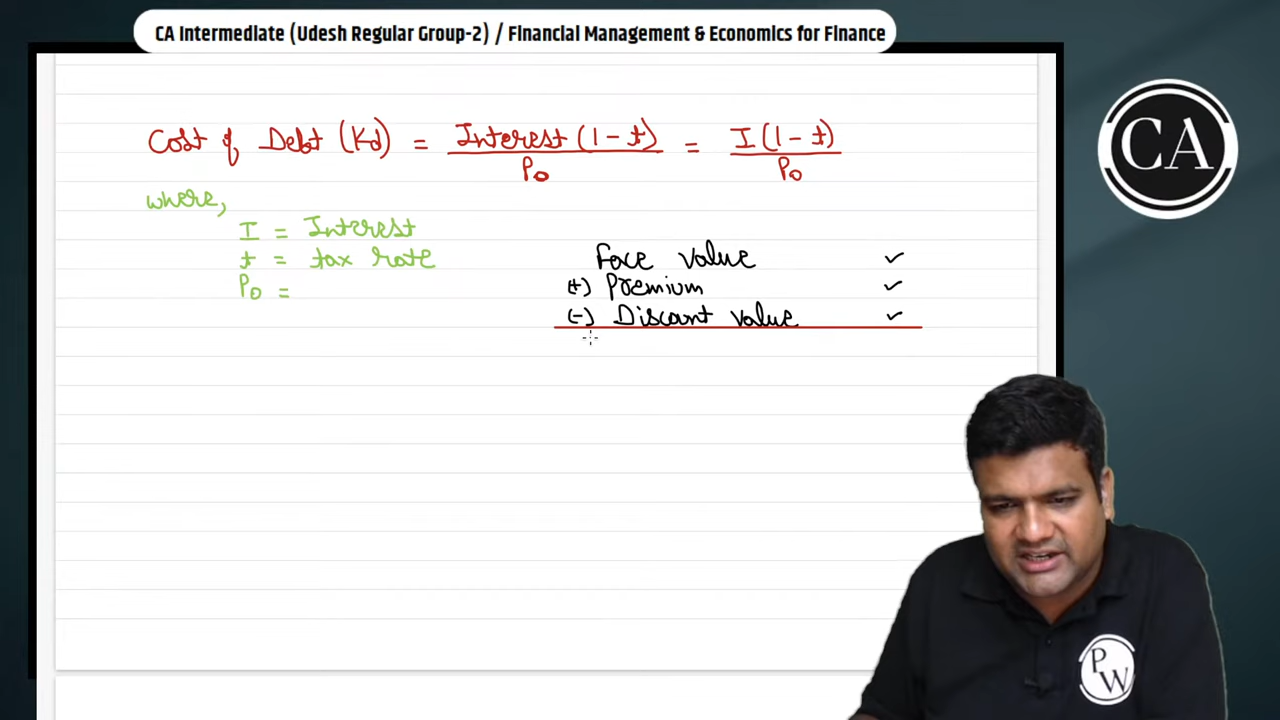 CA Intermediate (Udesh Regular Group-2) / Financial Management & Economics for Finance
CA
Cost of Debt (Kd) = Interest (1 - t) / P0 = I (1 - t) / P0
where,
I = Interest
t = tax rate
P0 =
Face value ✓
(+) Premium ✓
(-) Discount value ✓
PW